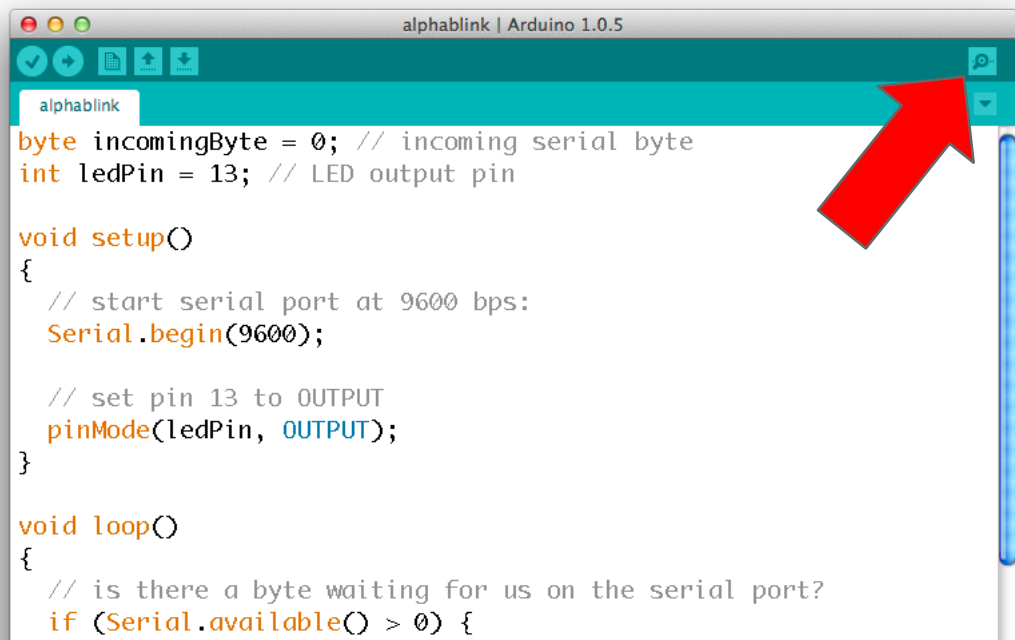 alphablink | Arduino 1.0.5
alphablink
byte incomingByte = 0; // incoming serial byte
int ledPin = 13; // LED output pin
void setup()
{
  // start serial port at 9600 bps:
  Serial.begin(9600);
  // set pin 13 to OUTPUT
  pinMode(ledPin, OUTPUT);
}
void loop()
{
  // is there a byte waiting for us on the serial port?
  if (Serial.available() > 0) {